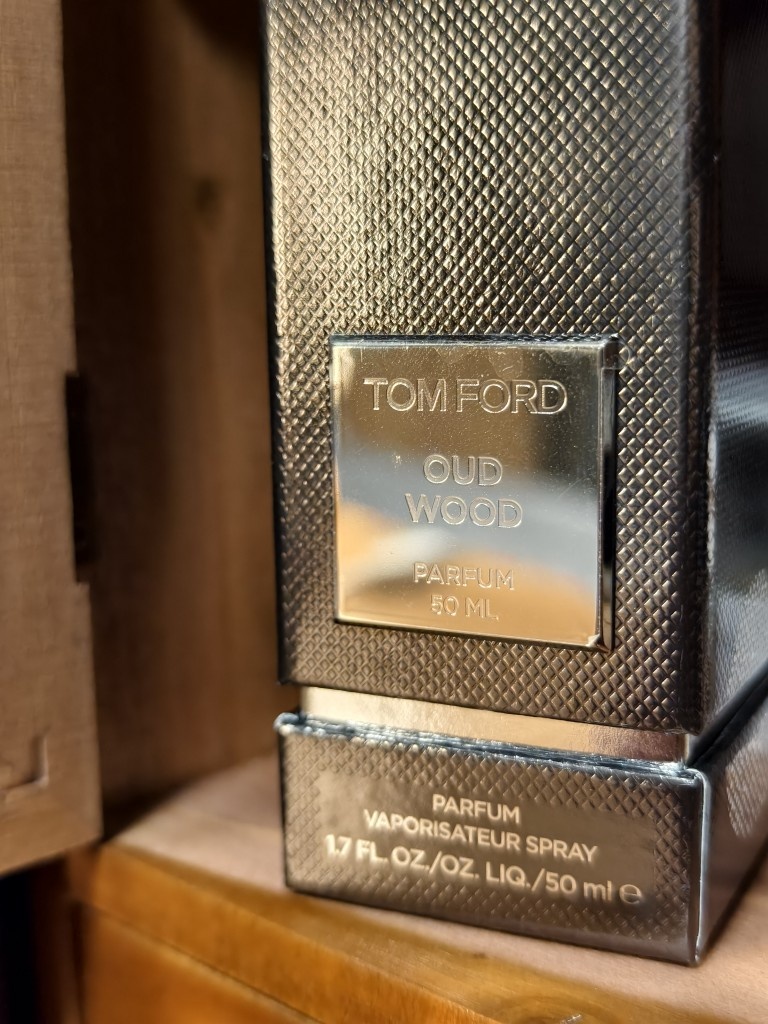 TOM FORD
OUD
WOOD
PARFUM
50 ML
PARFUM
VAPORISATEUR SPRAY
1.7 FL. OZ./OZ. LIQ./50 ml ℮